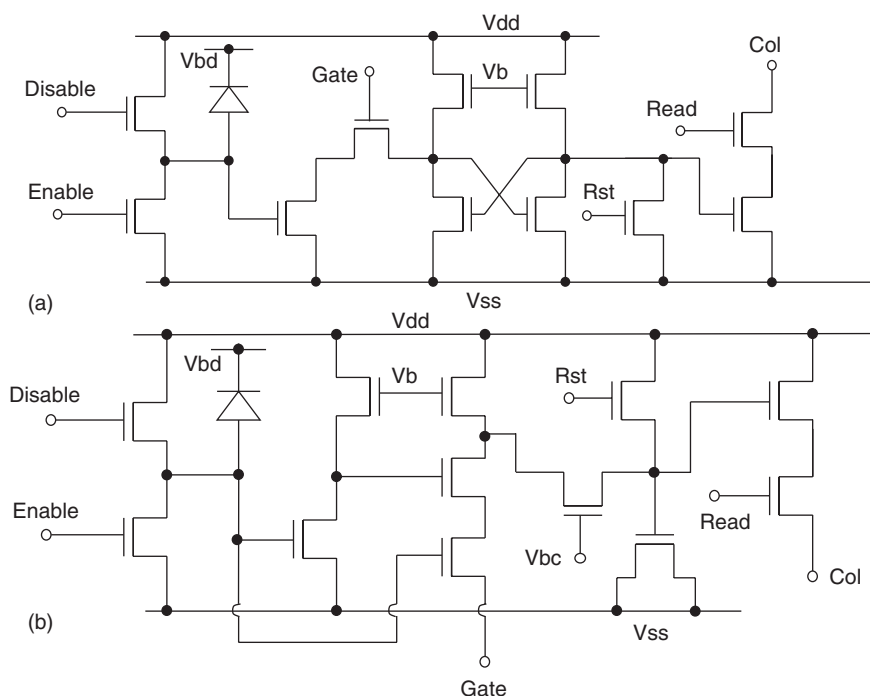 Vdd
Col
Vbd
Gate
Vb
Disable
Read
Enable
Rst
(a)
Vss
Vdd
Vbd
Vb
Rst
Disable
Enable
Read
Vbc
Col
(b)
Vss
Gate